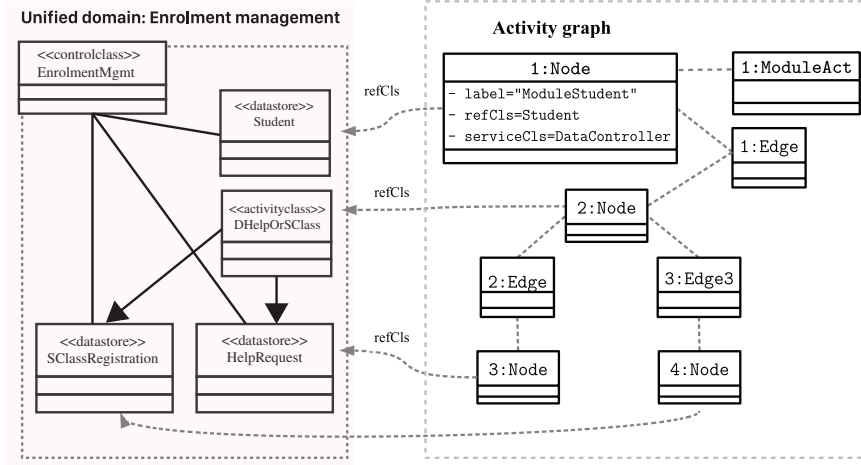 Unified domain: Enrolment management
<<controlclass>>
EnrolmentMgmt
<<datastore>>
Student
<<activityclass>>
DHelpOrSClass
<<datastore>>
SClassRegistration
<<datastore>>
HelpRequest
refCls
refCls
refCls
Activity graph
1:Node
- label="ModuleStudent"
- refCls=Student
- serviceCls=DataController
1:ModuleAct
1:Edge
2:Node
2:Edge
3:Edge3
3:Node
4:Node